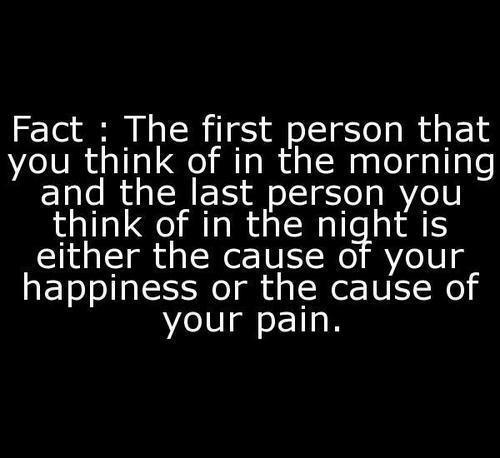 Fact : The first person that
you think of in the morning
and the last person you
think of in the night is
either the cause of your
happiness or the cause of
your pain.